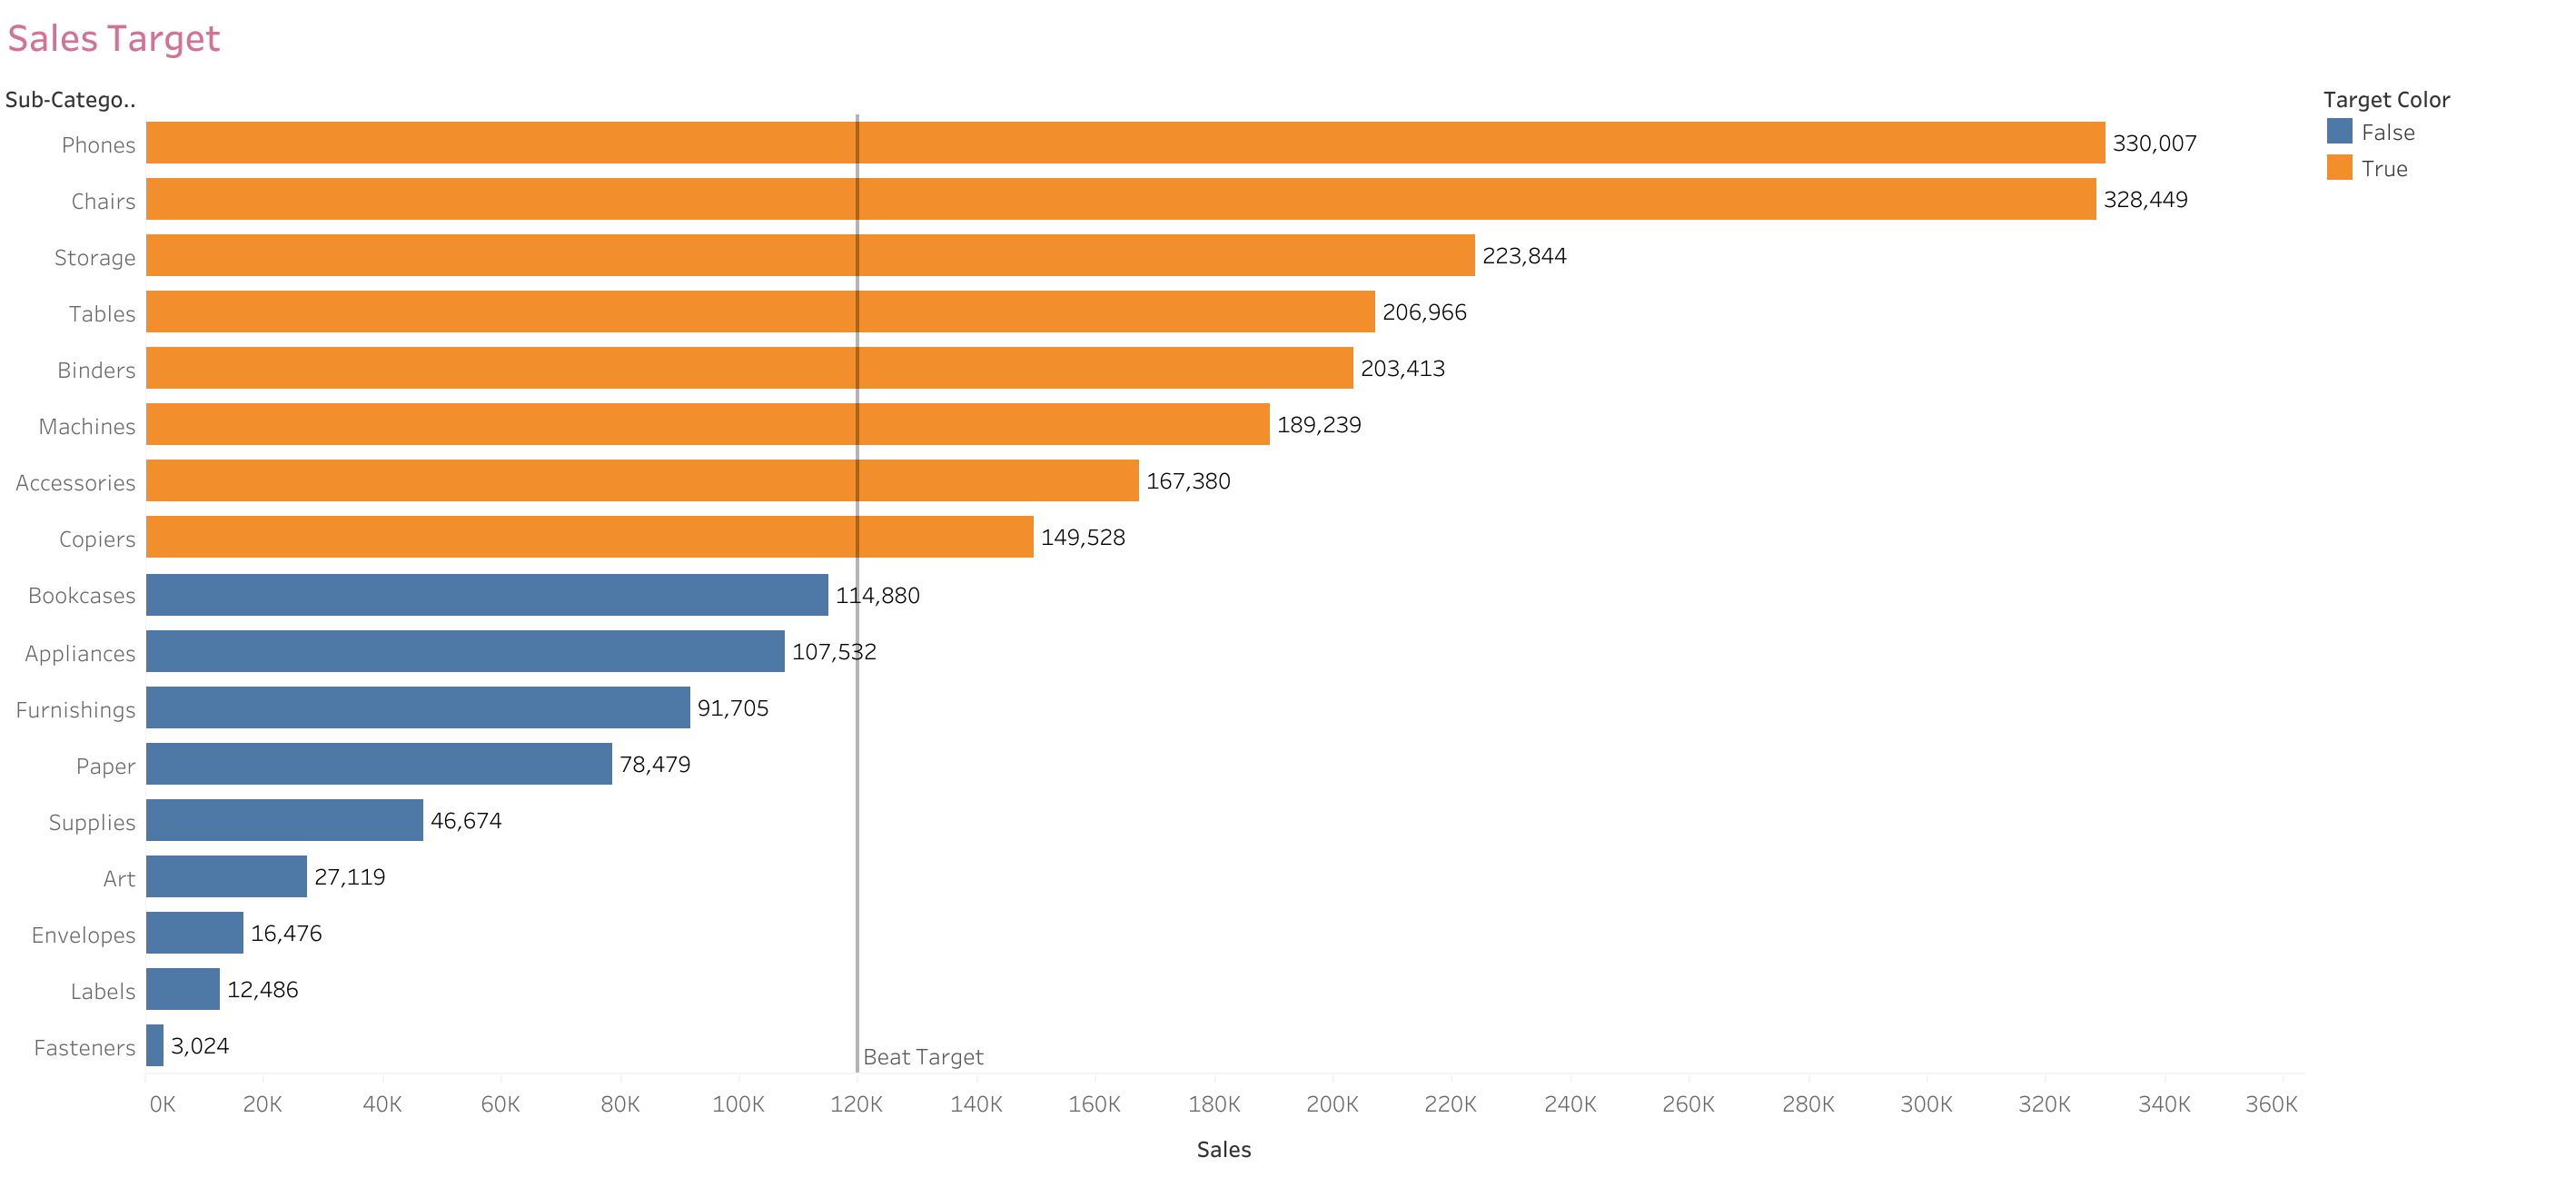 Sales Target
Sub-Catego..
Target Color
False
True
Phones 330,007
Chairs 328,449
Storage 223,844
Tables 206,966
Binders 203,413
Machines 189,239
Accessories 167,380
Copiers 149,528
Bookcases 114,880
Appliances 107,532
Furnishings 91,705
Paper 78,479
Supplies 46,674
Art 27,119
Envelopes 16,476
Labels 12,486
Fasteners 3,024
Beat Target
0K 20K 40K 60K 80K 100K 120K 140K 160K 180K 200K 220K 240K 260K 280K 300K 320K 340K 360K
Sales